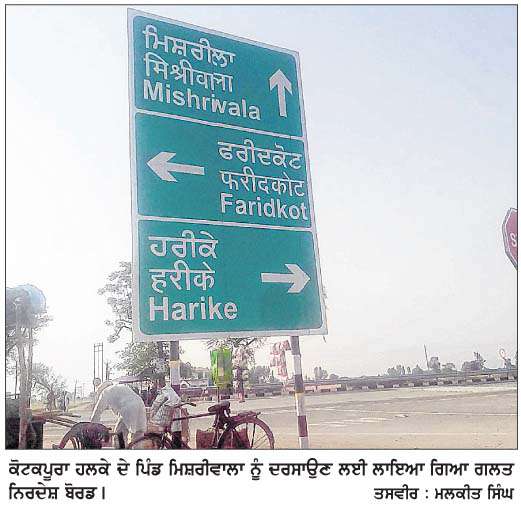 ਮਿਸ਼ਰੀਲਾ
सिश्रीवाला
Mishriwala
ਫਰੀਦਕੋਟ
फरीदकोट
Faridkot
ਹਰੀਕੇ
हरीके
Harike
ਕੋਟਕਪੂਰਾ ਹਲਕੇ ਦੇ ਪਿੰਡ ਮਿਸ਼ਰੀਵਾਲਾ ਨੂੰ ਦਰਸਾਉਣ ਲਈ ਲਾਇਆ ਗਿਆ ਗਲਤ
ਨਿਰਦੇਸ਼ ਬੋਰਡ। ਤਸਵੀਰ : ਮਲਕੀਤ ਸਿੰਘ